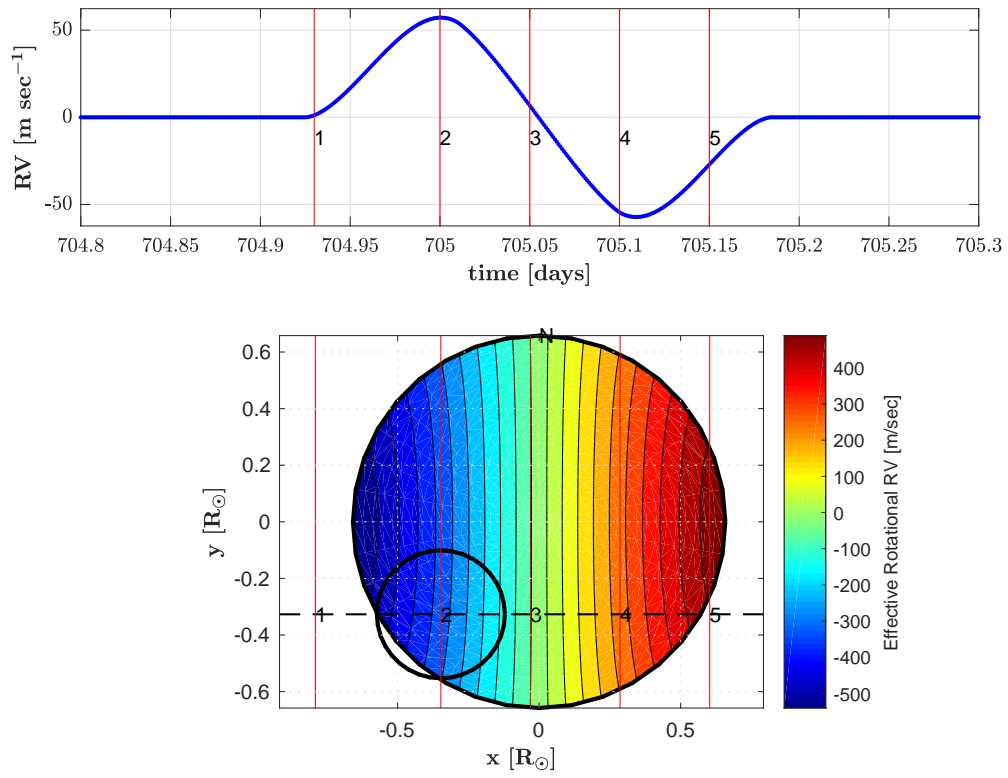 50
0
-50
RV [m sec⁻¹]
1 2 3 4 5
704.8 704.85 704.9 704.95 705 705.05 705.1 705.15 705.2 705.25 705.3
time [days]
N
0.6
0.4
0.2
0
-0.2
-0.4
-0.6
y [R☉]
1 2 3 4 5
-0.5 0 0.5
x [R☉]
400
300
200
100
0
-100
-200
-300
-400
-500
Effective Rotational RV [m/sec]